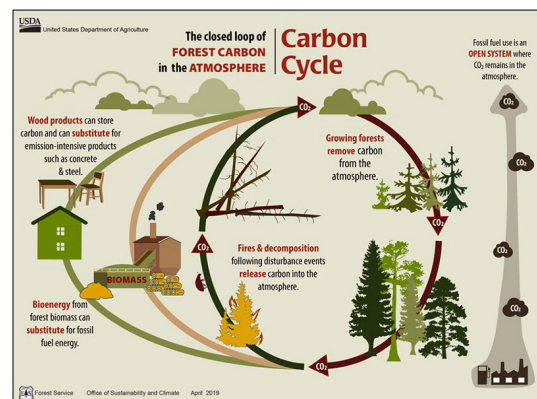 USDA
United States Department of Agriculture
The closed loop of
FOREST CARBON
in the ATMOSPHERE
Carbon
Cycle
Fossil fuel use is an
OPEN SYSTEM where
CO₂ remains in the
atmosphere.
CO₂
CO₂
CO₂
CO₂
Wood products can store
carbon and can substitute for
emission-intensive products
such as concrete
& steel.
CO₂
Growing forests
remove carbon
from the
atmosphere.
CO₂
CO₂
Fires & decomposition
following disturbance events
release carbon into the
atmosphere.
BIOMASS
Bioenergy from
forest biomass can
substitute for fossil
fuel energy.
CO₂
Forest Service
Office of Sustainability and Climate
April 2019